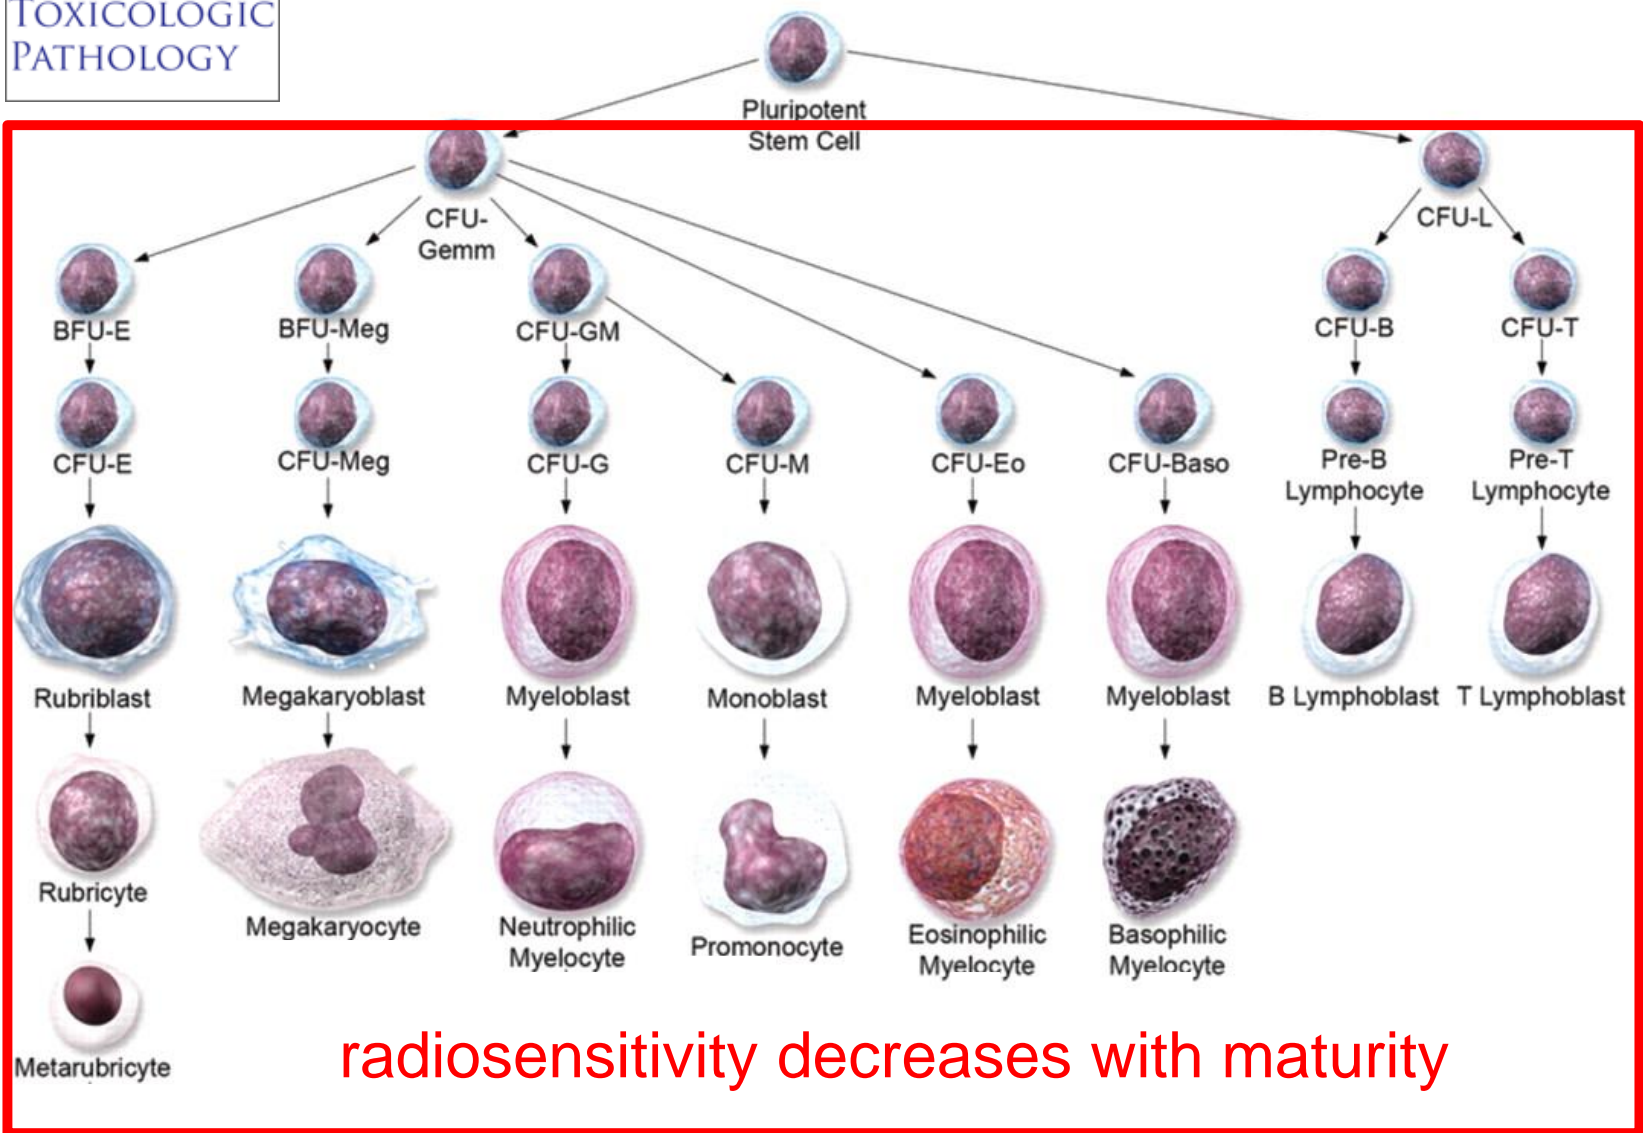 TOXICOLOGIC
PATHOLOGY
Pluripotent
Stem Cell
CFU-
Gemm
CFU-L
BFU-E
BFU-Meg
CFU-GM
CFU-B
CFU-T
CFU-E
CFU-Meg
CFU-G
CFU-M
CFU-Eo
CFU-Baso
Pre-B
Lymphocyte
Pre-T
Lymphocyte
Rubriblast
Megakaryoblast
Myeloblast
Monoblast
Myeloblast
Myeloblast
B Lymphoblast
T Lymphoblast
Rubricyte
Megakaryocyte
Neutrophilic
Myelocyte
Promonocyte
Eosinophilic
Myelocyte
Basophilic
Myelocyte
Metarubricyte
radiosensitivity decreases with maturity